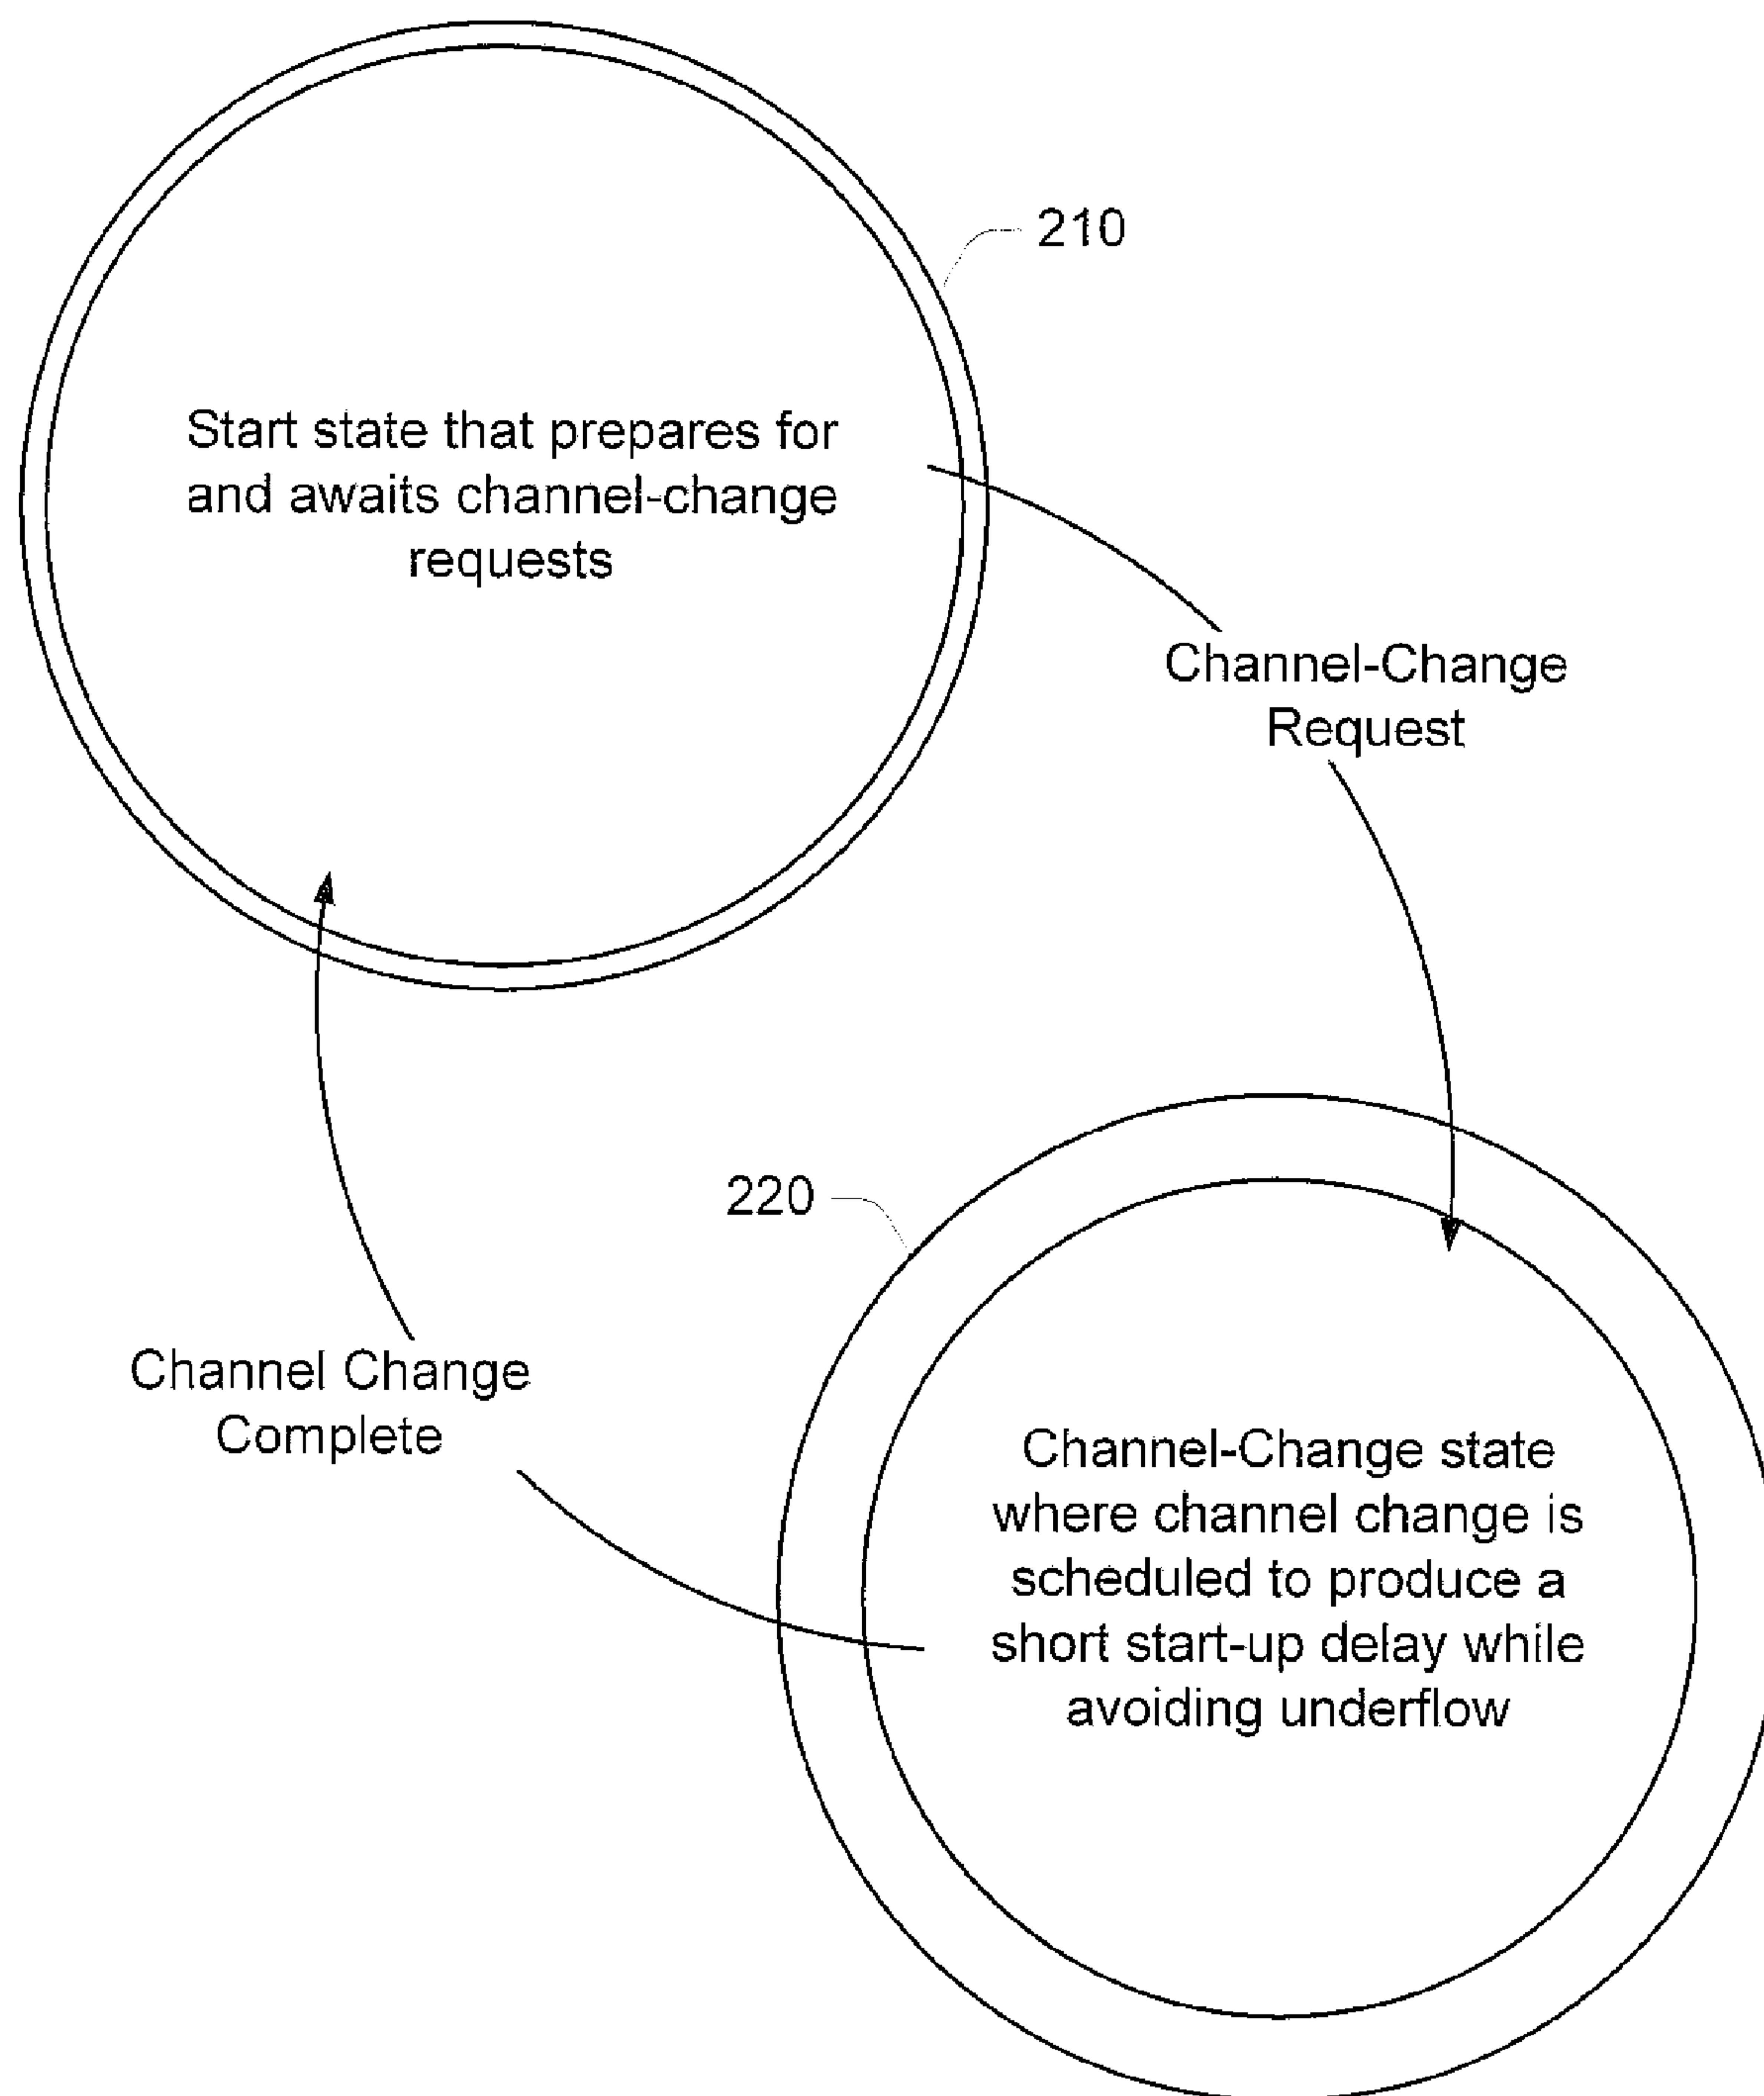 210
Start state that prepares for
and awaits channel-change
requests
Channel-Change
Request
220
Channel Change
Complete
Channel-Change state
where channel change is
scheduled to produce a
short start-up delay while
avoiding underflow